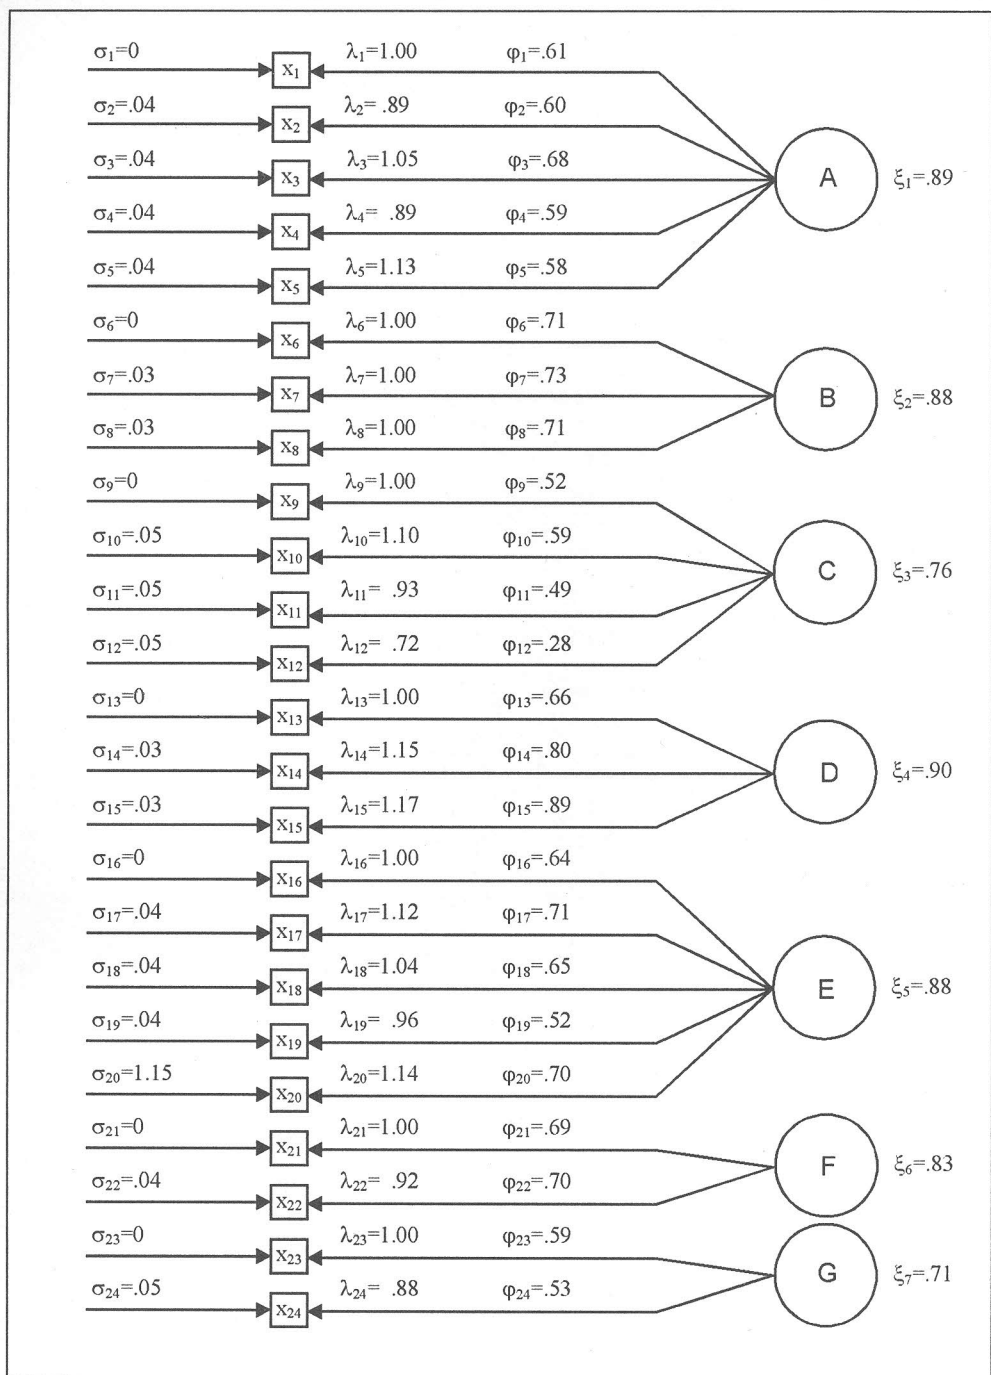 σ₁=0 λ₁=1.00 φ₁=.61
x₁
σ₂=.04 λ₂= .89 φ₂=.60
x₂
σ₃=.04 λ₃=1.05 φ₃=.68
x₃ A ξ₁=.89
σ₄=.04 λ₄= .89 φ₄=.59
x₄
σ₅=.04 λ₅=1.13 φ₅=.58
x₅
σ₆=0 λ₆=1.00 φ₆=.71
x₆
σ₇=.03 λ₇=1.00 φ₇=.73
x₇ B ξ₂=.88
σ₈=.03 λ₈=1.00 φ₈=.71
x₈
σ₉=0 λ₉=1.00 φ₉=.52
x₉
σ₁₀=.05 λ₁₀=1.10 φ₁₀=.59
x₁₀ C ξ₃=.76
σ₁₁=.05 λ₁₁= .93 φ₁₁=.49
x₁₁
σ₁₂=.05 λ₁₂= .72 φ₁₂=.28
x₁₂
σ₁₃=0 λ₁₃=1.00 φ₁₃=.66
x₁₃
σ₁₄=.03 λ₁₄=1.15 φ₁₄=.80
x₁₄ D ξ₄=.90
σ₁₅=.03 λ₁₅=1.17 φ₁₅=.89
x₁₅
σ₁₆=0 λ₁₆=1.00 φ₁₆=.64
x₁₆
σ₁₇=.04 λ₁₇=1.12 φ₁₇=.71
x₁₇
σ₁₈=.04 λ₁₈=1.04 φ₁₈=.65
x₁₈ E ξ₅=.88
σ₁₉=.04 λ₁₉= .96 φ₁₉=.52
x₁₉
σ₂₀=1.15 λ₂₀=1.14 φ₂₀=.70
x₂₀
σ₂₁=0 λ₂₁=1.00 φ₂₁=.69
x₂₁ F ξ₆=.83
σ₂₂=.04 λ₂₂= .92 φ₂₂=.70
x₂₂
σ₂₃=0 λ₂₃=1.00 φ₂₃=.59
x₂₃ G ξ₇=.71
σ₂₄=.05 λ₂₄= .88 φ₂₄=.53
x₂₄